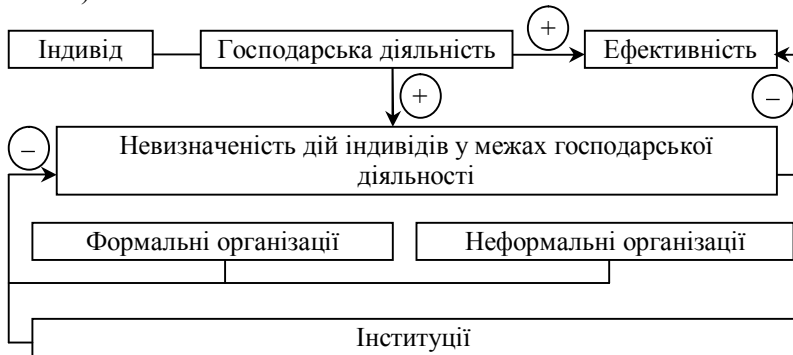 Індивід
Господарська діяльність
+
Ефективність
+
–
–
Невизначеність дій індивідів у межах господарської
діяльності
Формальні організації
Неформальні організації
Інституції